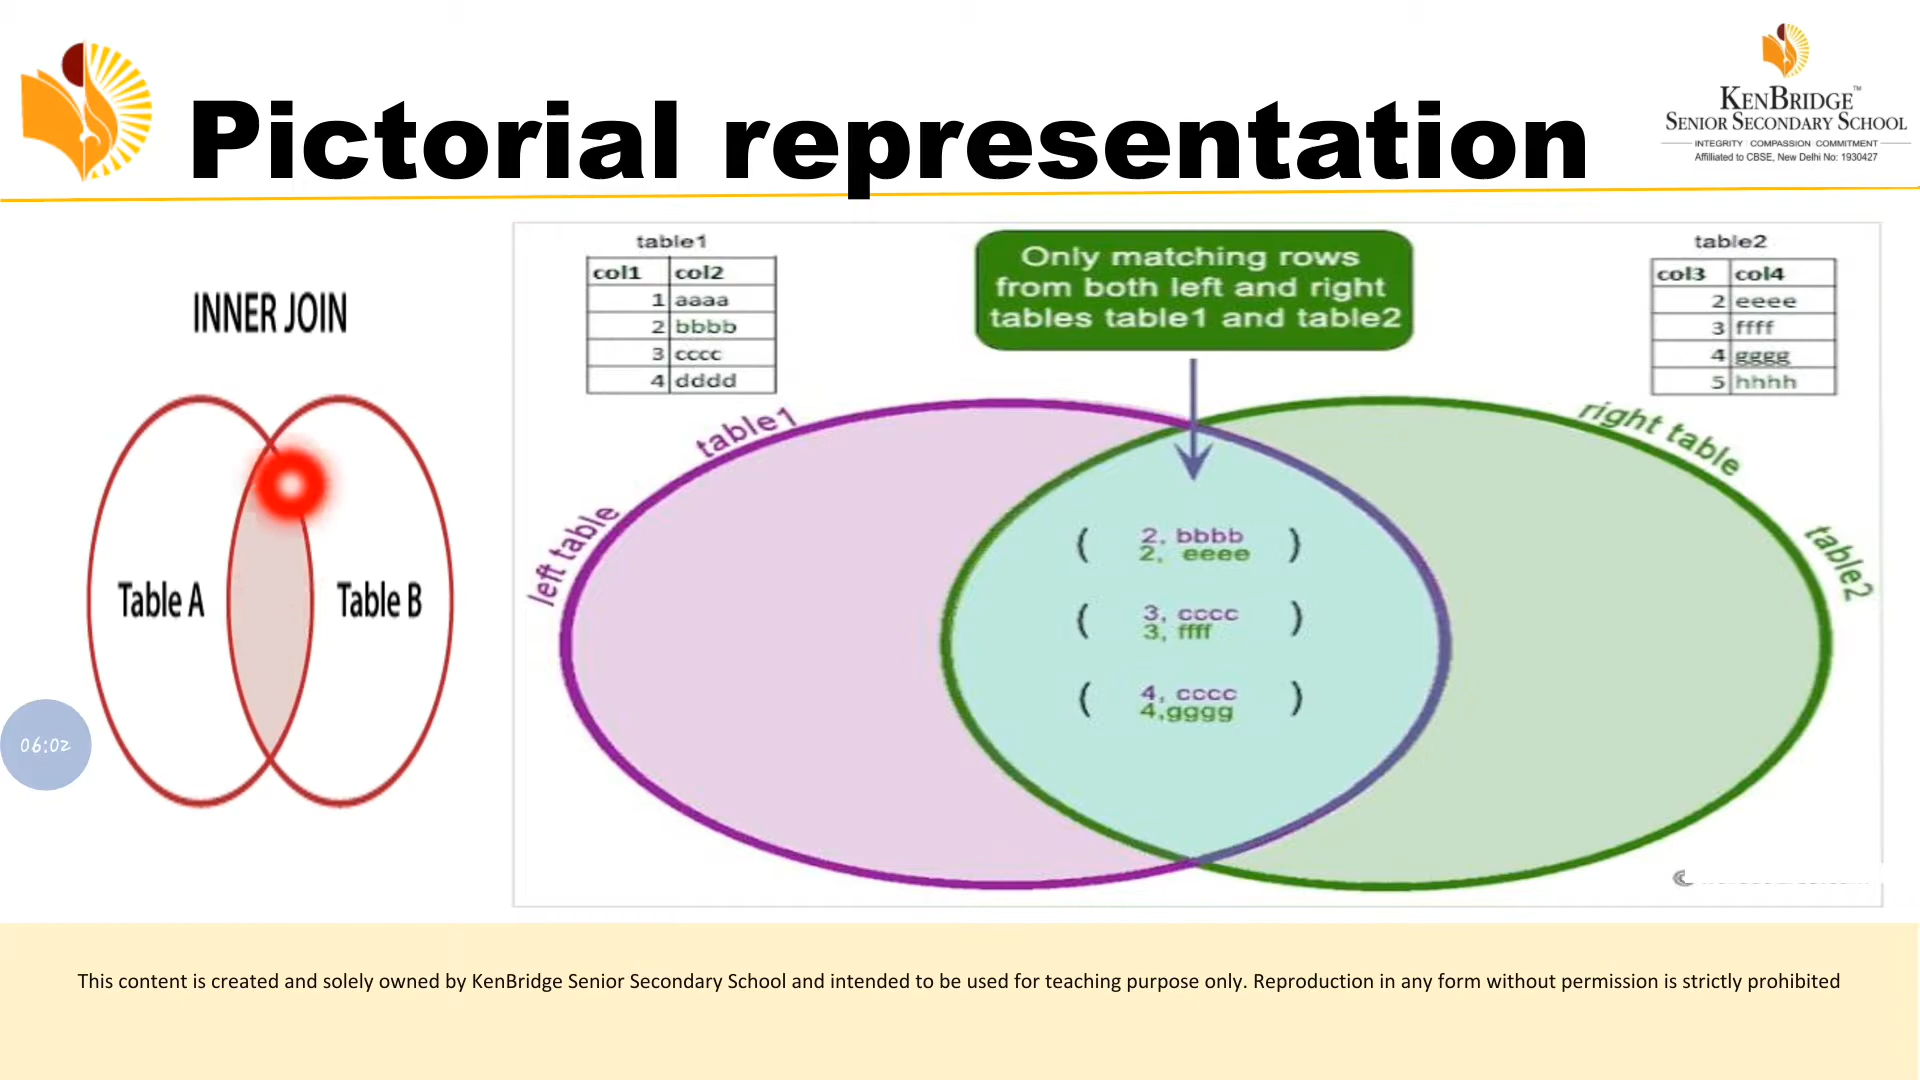 Pictorial representation
KENBRIDGE™
SENIOR SECONDARY SCHOOL
INTEGRITY | COMPASSION | COMMITMENT
Affiliated to CBSE, New Delhi No: 1930427
INNER JOIN
Table A
Table B
06:02
table1
col1 col2
1 aaaa
2 bbbb
3 cccc
4 dddd
Only matching rows
from both left and right
tables table1 and table2
table2
col3 col4
2 eeee
3 ffff
4 gggg
5 hhhh
left table
table1
right table
table2
( 2, bbbb
2, eeee )
( 3, cccc
3, ffff )
( 4, cccc
4,gggg )
©
This content is created and solely owned by KenBridge Senior Secondary School and intended to be used for teaching purpose only. Reproduction in any form without permission is strictly prohibited